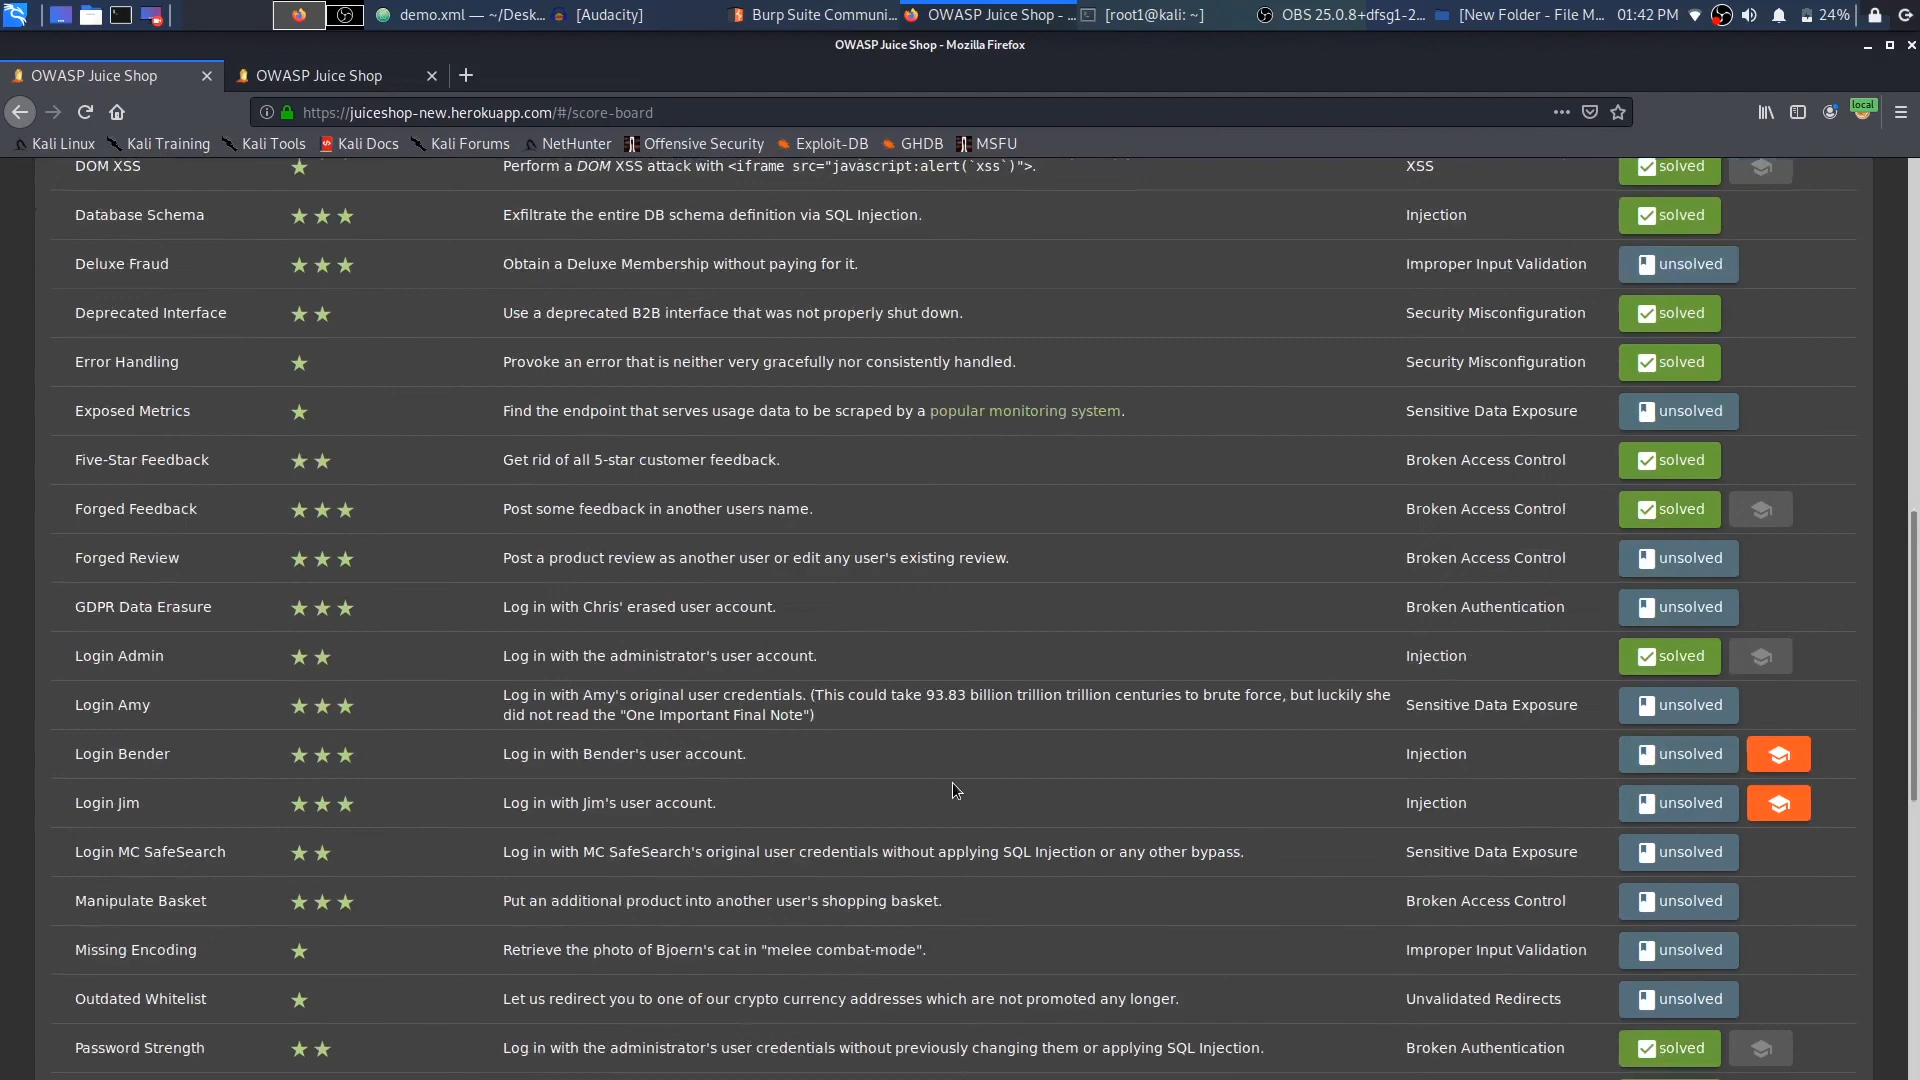 demo.xml — ~/Desk...
[Audacity]
Burp Suite Communi...
OWASP Juice Shop - ...
[root1@kali: ~]
OBS 25.0.8+dfsg1-2...
[New Folder - File M...
01:42 PM
24%
OWASP Juice Shop - Mozilla Firefox
OWASP Juice Shop
OWASP Juice Shop
https://juiceshop-new.herokuapp.com/#/score-board
local
Kali Linux
Kali Training
Kali Tools
Kali Docs
Kali Forums
NetHunter
Offensive Security
Exploit-DB
GHDB
MSFU
DOM XSS
Perform a DOM XSS attack with <iframe src="javascript:alert(`xss`)">.
XSS
solved
Database Schema
Exfiltrate the entire DB schema definition via SQL Injection.
Injection
solved
Deluxe Fraud
Obtain a Deluxe Membership without paying for it.
Improper Input Validation
unsolved
Deprecated Interface
Use a deprecated B2B interface that was not properly shut down.
Security Misconfiguration
solved
Error Handling
Provoke an error that is neither very gracefully nor consistently handled.
Security Misconfiguration
solved
Exposed Metrics
Find the endpoint that serves usage data to be scraped by a popular monitoring system.
Sensitive Data Exposure
unsolved
Five-Star Feedback
Get rid of all 5-star customer feedback.
Broken Access Control
solved
Forged Feedback
Post some feedback in another users name.
Broken Access Control
solved
Forged Review
Post a product review as another user or edit any user's existing review.
Broken Access Control
unsolved
GDPR Data Erasure
Log in with Chris' erased user account.
Broken Authentication
unsolved
Login Admin
Log in with the administrator's user account.
Injection
solved
Login Amy
Log in with Amy's original user credentials. (This could take 93.83 billion trillion trillion centuries to brute force, but luckily she
did not read the "One Important Final Note")
Sensitive Data Exposure
unsolved
Login Bender
Log in with Bender's user account.
Injection
unsolved
Login Jim
Log in with Jim's user account.
Injection
unsolved
Login MC SafeSearch
Log in with MC SafeSearch's original user credentials without applying SQL Injection or any other bypass.
Sensitive Data Exposure
unsolved
Manipulate Basket
Put an additional product into another user's shopping basket.
Broken Access Control
unsolved
Missing Encoding
Retrieve the photo of Bjoern's cat in "melee combat-mode".
Improper Input Validation
unsolved
Outdated Whitelist
Let us redirect you to one of our crypto currency addresses which are not promoted any longer.
Unvalidated Redirects
unsolved
Password Strength
Log in with the administrator's user credentials without previously changing them or applying SQL Injection.
Broken Authentication
solved